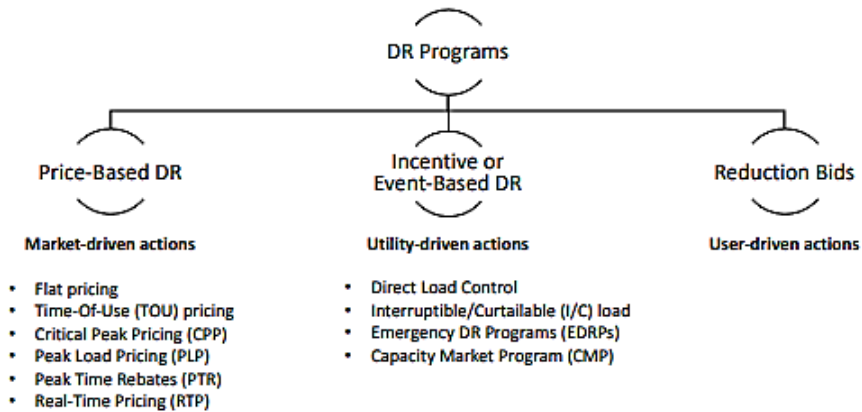 DR Programs
Price-Based DR
Incentive or
Event-Based DR
Reduction Bids
Market-driven actions
Utility-driven actions
User-driven actions
• Flat pricing
• Time-Of-Use (TOU) pricing
• Critical Peak Pricing (CPP)
• Peak Load Pricing (PLP)
• Peak Time Rebates (PTR)
• Real-Time Pricing (RTP)
• Direct Load Control
• Interruptible/Curtailable (I/C) load
• Emergency DR Programs (EDRPs)
• Capacity Market Program (CMP)